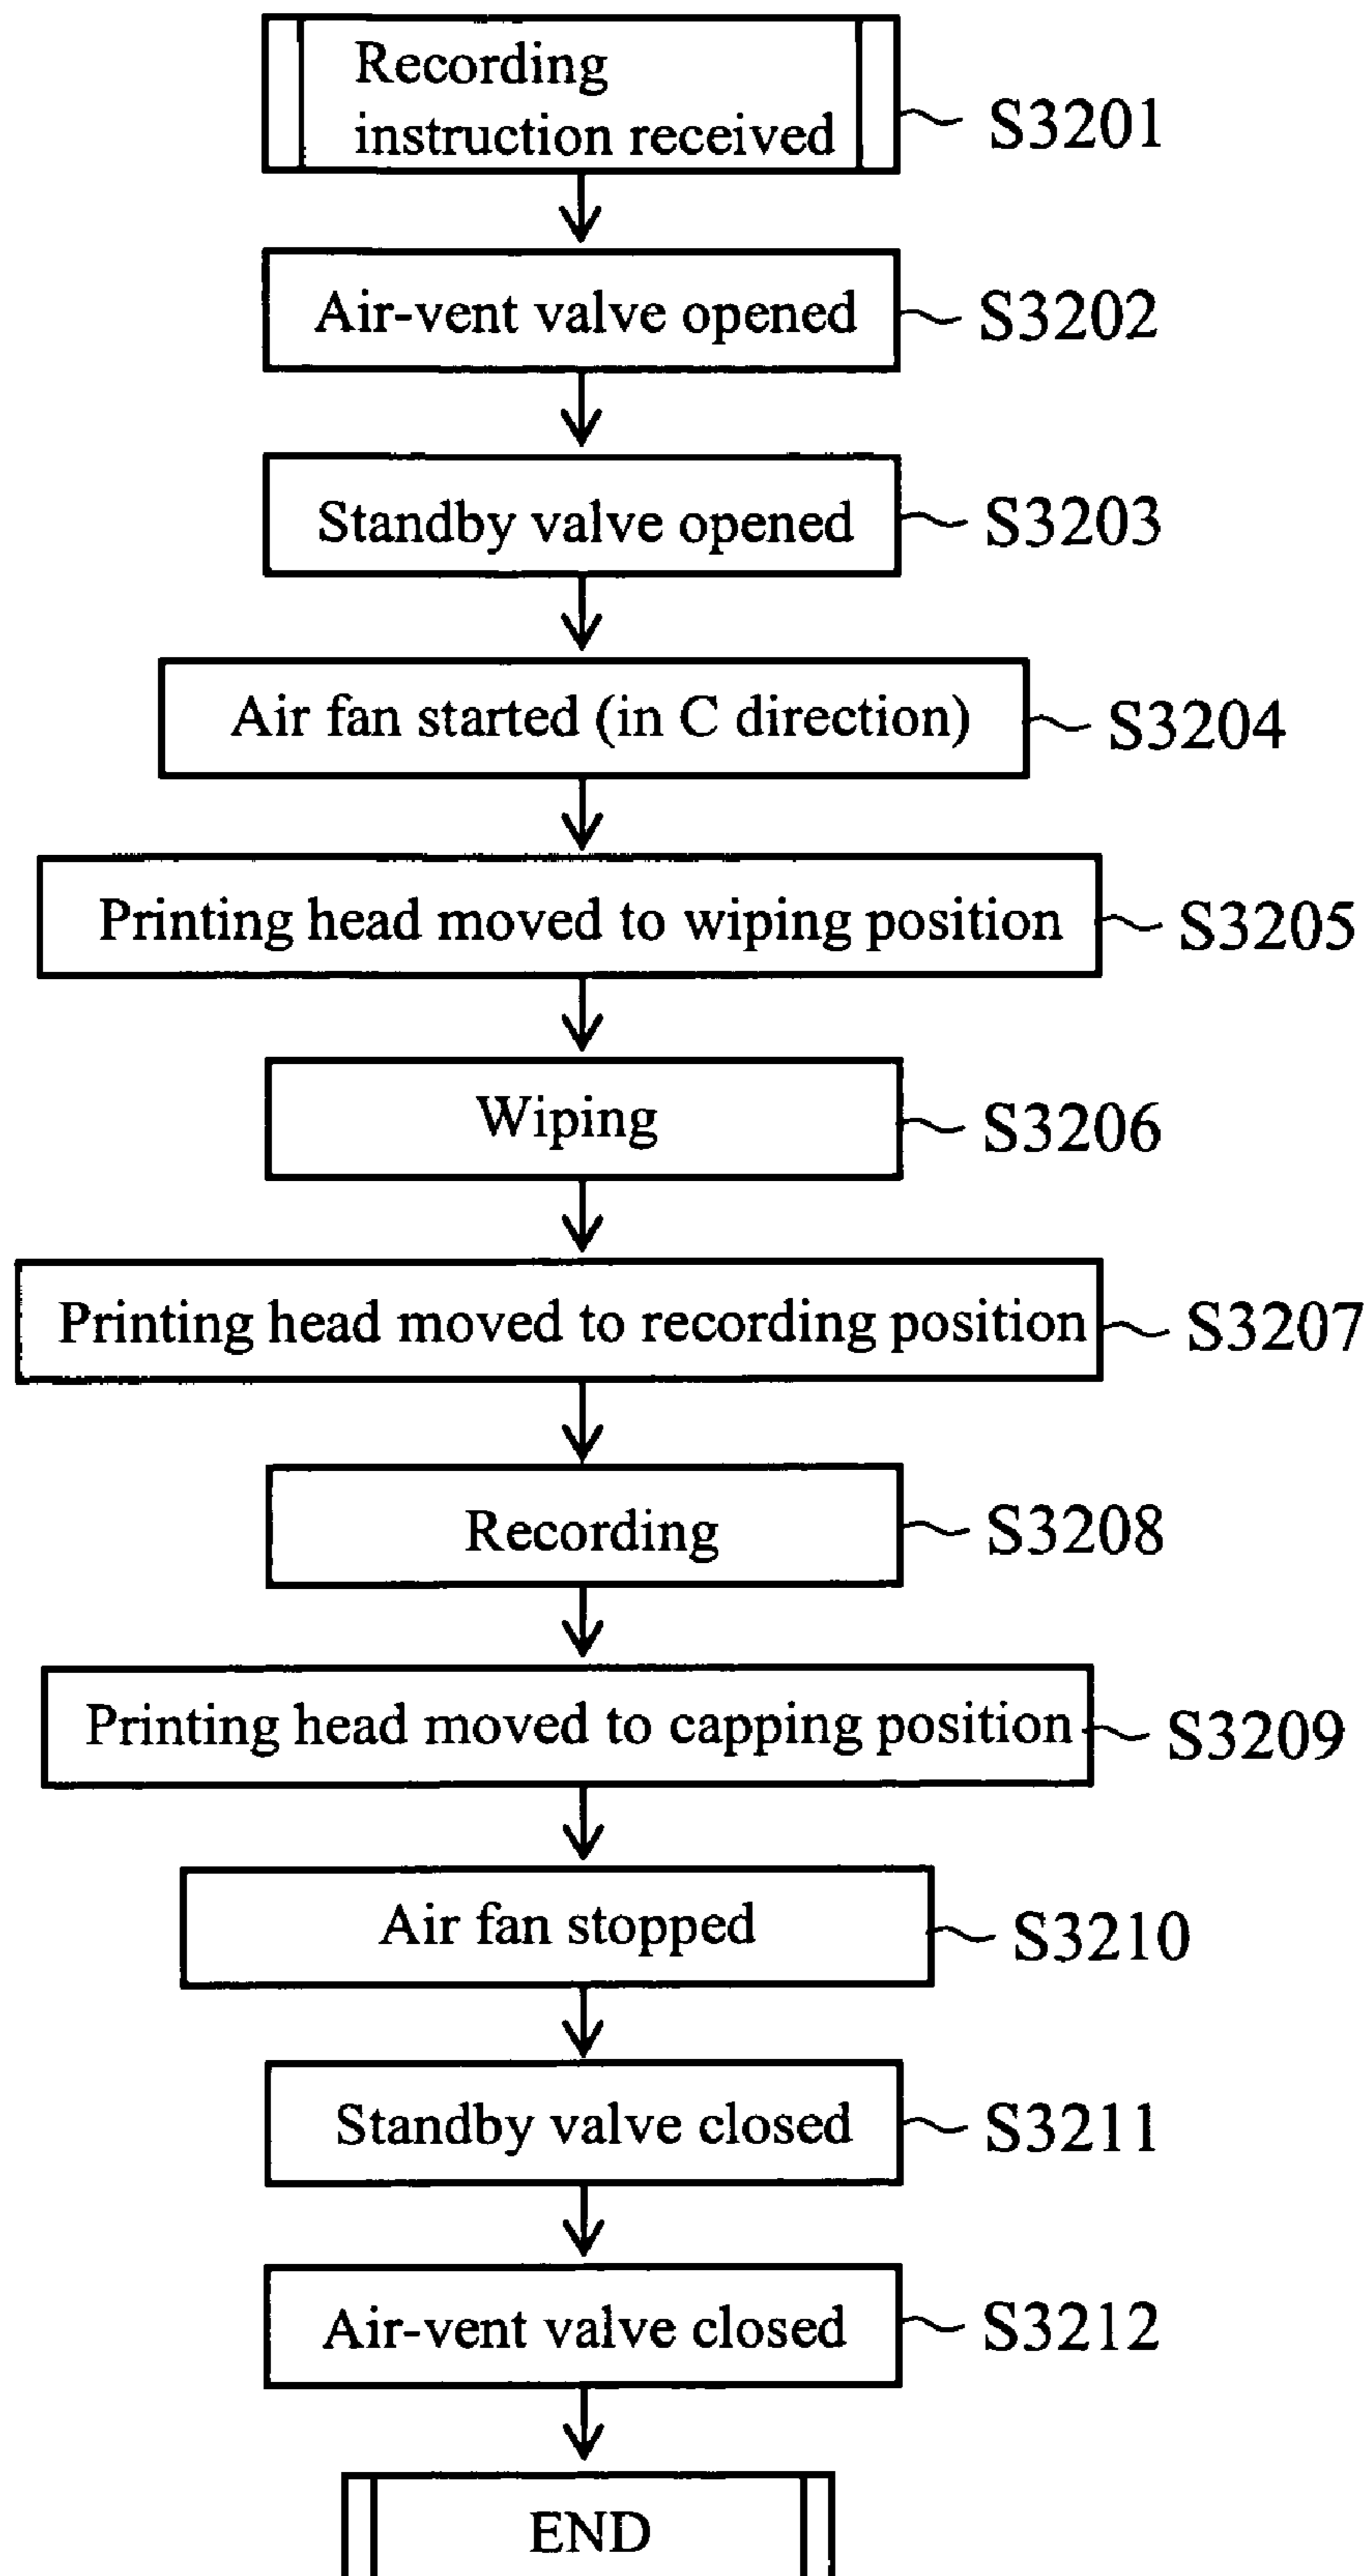 Recording
instruction received
S3201
Air-vent valve opened
S3202
Standby valve opened
S3203
Air fan started (in C direction)
S3204
Printing head moved to wiping position
S3205
Wiping
S3206
Printing head moved to recording position
S3207
Recording
S3208
Printing head moved to capping position
S3209
Air fan stopped
S3210
Standby valve closed
S3211
Air-vent valve closed
S3212
END